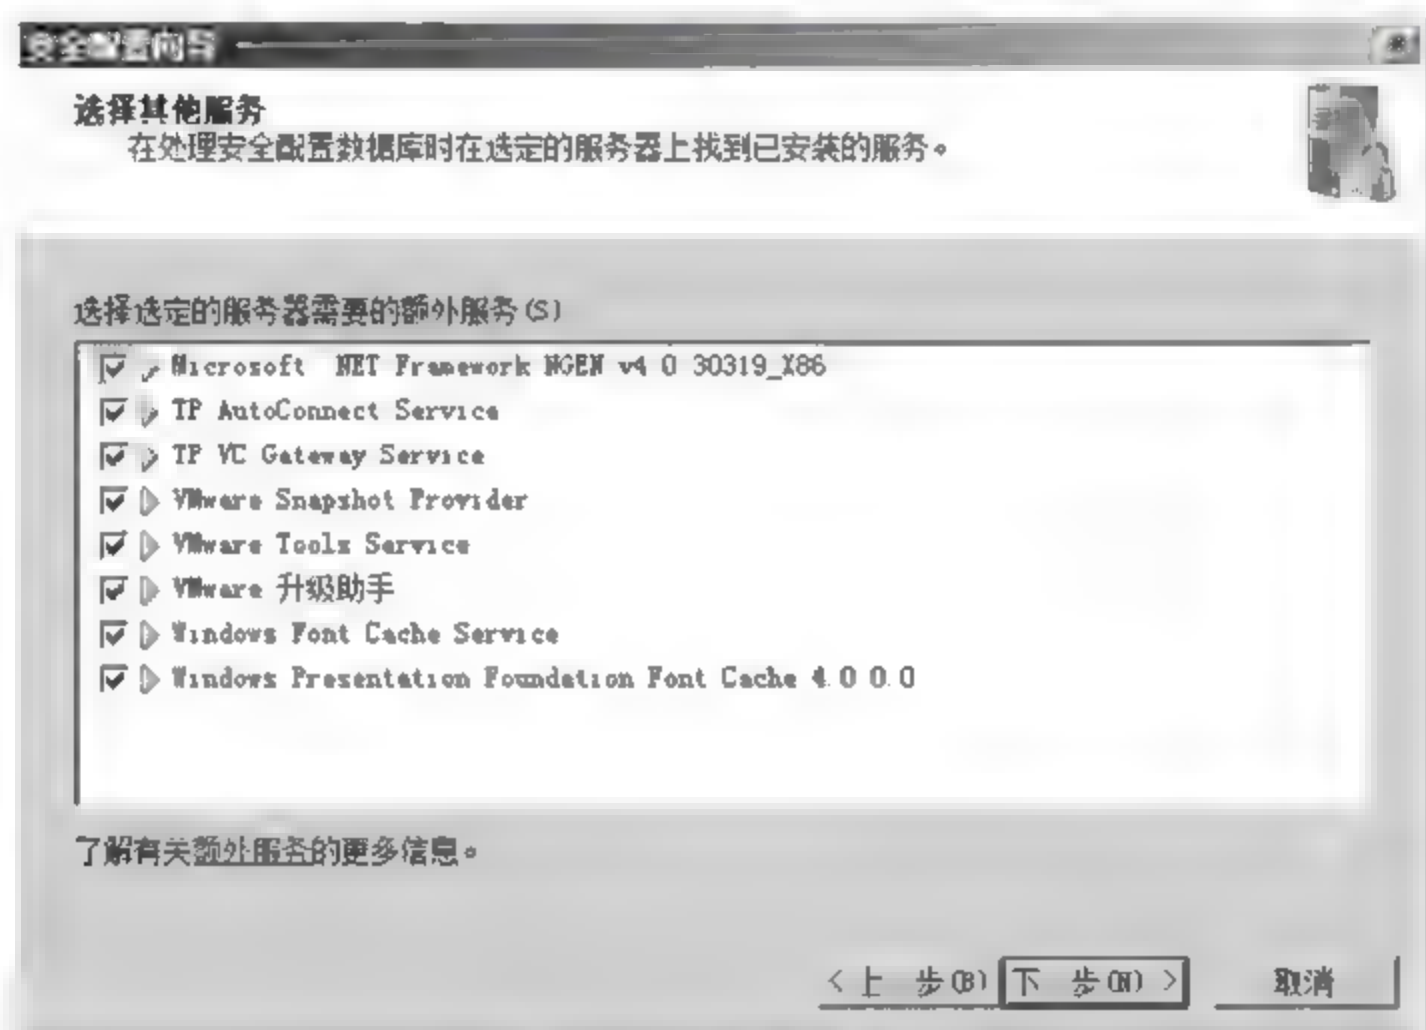 安全配置向导
选择其他服务
在处理安全配置数据库时在选定的服务器上找到已安装的服务。
选择选定的服务器需要的额外服务(S)
Microsoft NET Framework NGEN v4 0 30319_X86
TP AutoConnect Service
TP VC Gateway Service
VMware Snapshot Provider
VMware Tools Service
VMware 升级助手
Windows Font Cache Service
Windows Presentation Foundation Font Cache 4.0 0.0
了解有关额外服务的更多信息。
<上 步(B) 下 步(N) > 取消